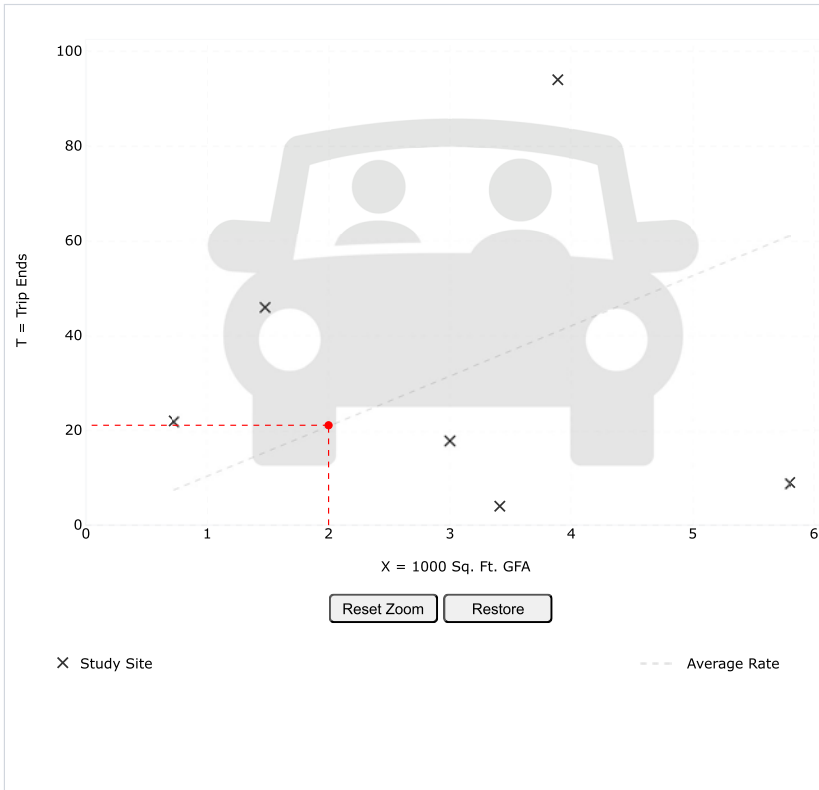 100
80
60
40
20
0
T = Trip Ends
0 1 2 3 4 5 6
X = 1000 Sq. Ft. GFA
Reset Zoom Restore
Study Site Average Rate